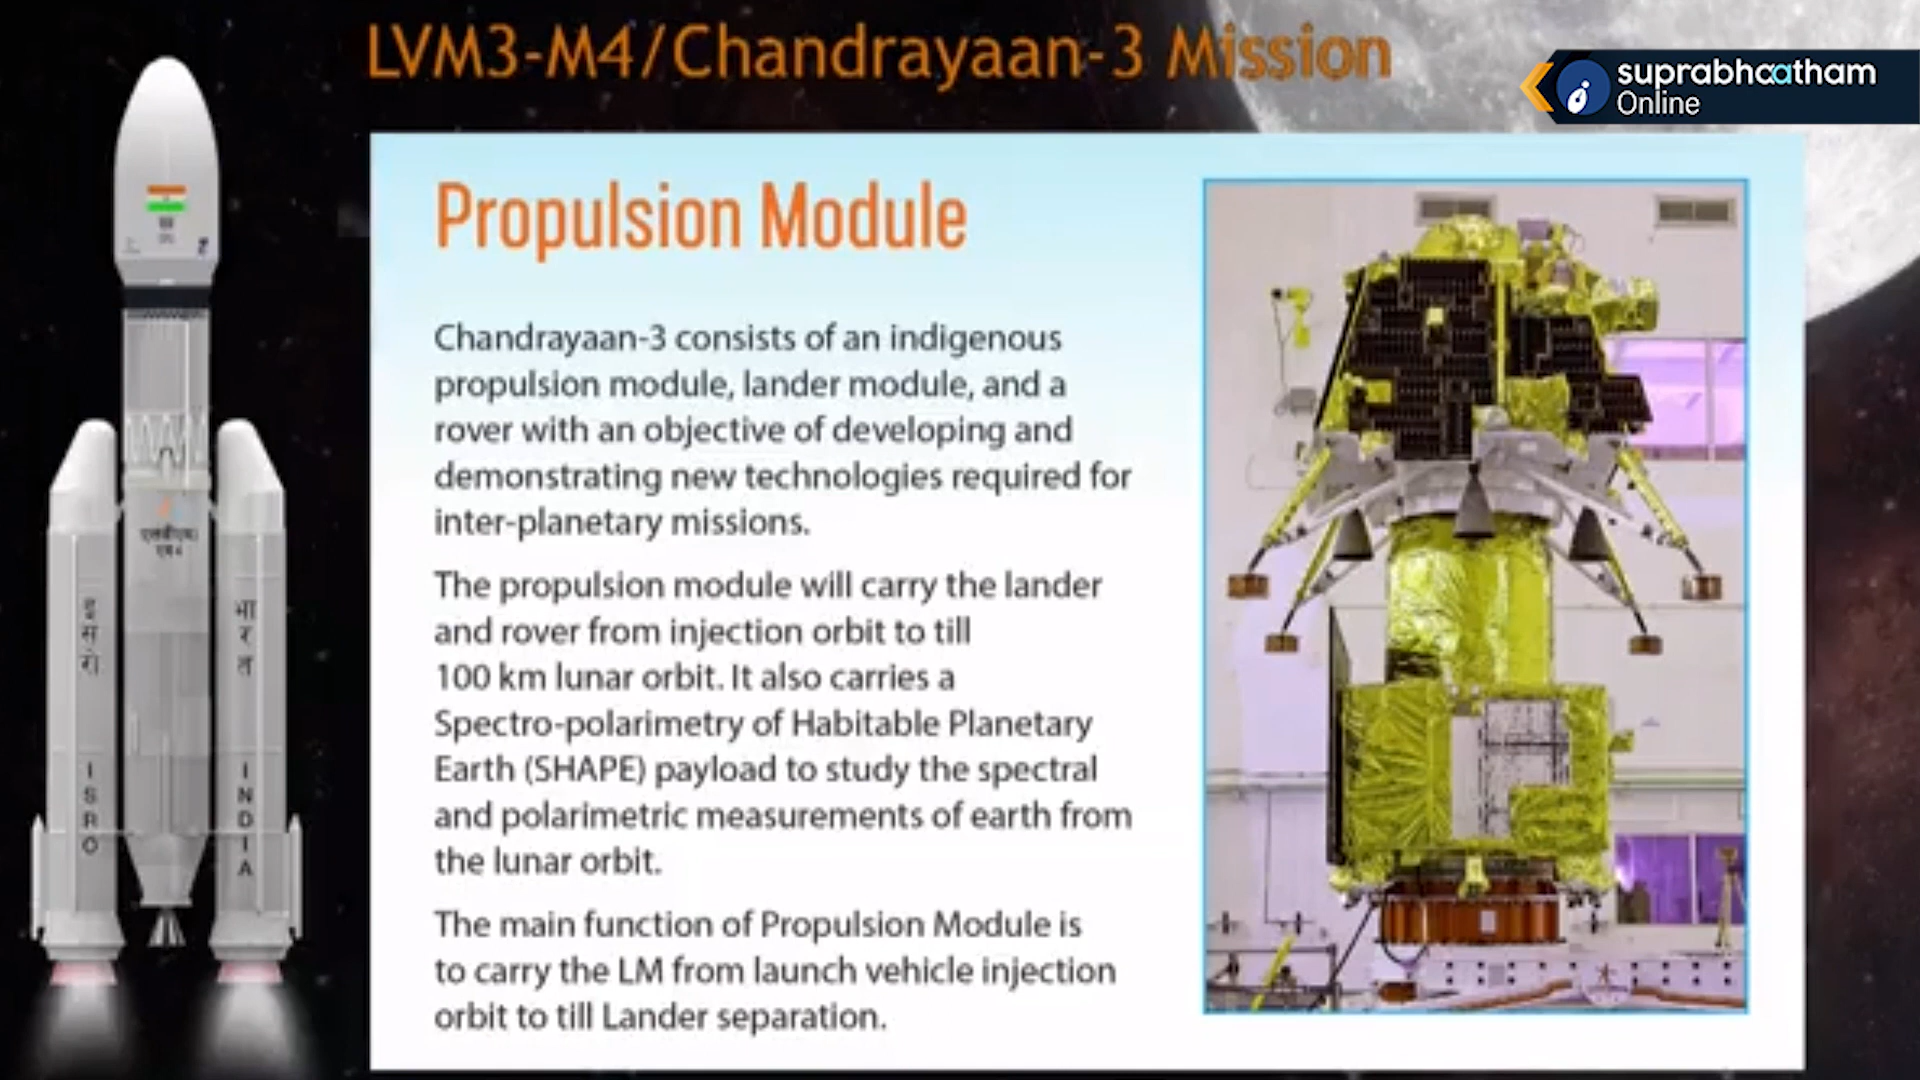 LVM3-M4/Chandrayaan-3 Mission
suprabhaatham
Online
Propulsion Module
Chandrayaan-3 consists of an indigenous
propulsion module, lander module, and a
rover with an objective of developing and
demonstrating new technologies required for
inter-planetary missions.
The propulsion module will carry the lander
and rover from injection orbit to till
100 km lunar orbit. It also carries a
Spectro-polarimetry of Habitable Planetary
Earth (SHAPE) payload to study the spectral
and polarimetric measurements of earth from
the lunar orbit.
The main function of Propulsion Module is
to carry the LM from launch vehicle injection
orbit to till Lander separation.
इसरो
भारत
ISRO
INDIA